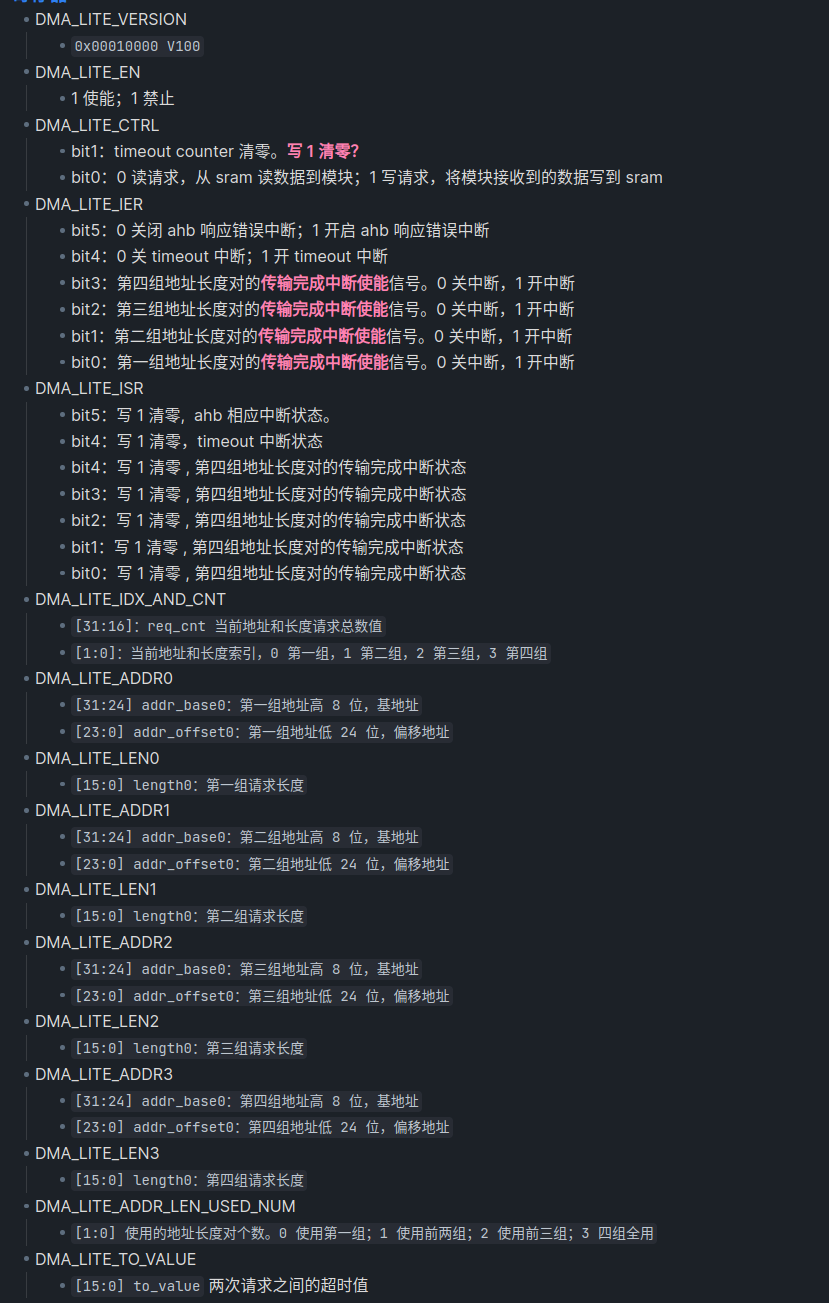 DMA_LITE_VERSION
0x00010000 V100
DMA_LITE_EN
1 使能；1 禁止
DMA_LITE_CTRL
bit1：timeout counter 清零。写 1 清零？
bit0：0 读请求，从 sram 读数据到模块；1 写请求，将模块接收到的数据写到 sram
DMA_LITE_IER
bit5：0 关闭 ahb 响应错误中断；1 开启 ahb 响应错误中断
bit4：0 关 timeout 中断；1 开 timeout 中断
bit3：第四组地址长度对的传输完成中断使能信号。0 关中断，1 开中断
bit2：第三组地址长度对的传输完成中断使能信号。0 关中断，1 开中断
bit1：第二组地址长度对的传输完成中断使能信号。0 关中断，1 开中断
bit0：第一组地址长度对的传输完成中断使能信号。0 关中断，1 开中断
DMA_LITE_ISR
bit5：写 1 清零，ahb 相应中断状态。
bit4：写 1 清零，timeout 中断状态
bit4：写 1 清零 , 第四组地址长度对的传输完成中断状态
bit3：写 1 清零 , 第四组地址长度对的传输完成中断状态
bit2：写 1 清零 , 第四组地址长度对的传输完成中断状态
bit1：写 1 清零 , 第四组地址长度对的传输完成中断状态
bit0：写 1 清零 , 第四组地址长度对的传输完成中断状态
DMA_LITE_IDX_AND_CNT
[31:16]：req_cnt 当前地址和长度请求总数值
[1:0]：当前地址和长度索引，0 第一组，1 第二组，2 第三组，3 第四组
DMA_LITE_ADDR0
[31:24] addr_base0：第一组地址高 8 位，基地址
[23:0] addr_offset0：第一组地址低 24 位，偏移地址
DMA_LITE_LEN0
[15:0] length0：第一组请求长度
DMA_LITE_ADDR1
[31:24] addr_base0：第二组地址高 8 位，基地址
[23:0] addr_offset0：第二组地址低 24 位，偏移地址
DMA_LITE_LEN1
[15:0] length0：第二组请求长度
DMA_LITE_ADDR2
[31:24] addr_base0：第三组地址高 8 位，基地址
[23:0] addr_offset0：第三组地址低 24 位，偏移地址
DMA_LITE_LEN2
[15:0] length0：第三组请求长度
DMA_LITE_ADDR3
[31:24] addr_base0：第四组地址高 8 位，基地址
[23:0] addr_offset0：第四组地址低 24 位，偏移地址
DMA_LITE_LEN3
[15:0] length0：第四组请求长度
DMA_LITE_ADDR_LEN_USED_NUM
[1:0] 使用的地址长度对个数。0 使用第一组；1 使用前两组；2 使用前三组；3 四组全用
DMA_LITE_TO_VALUE
[15:0] to_value 两次请求之间的超时值